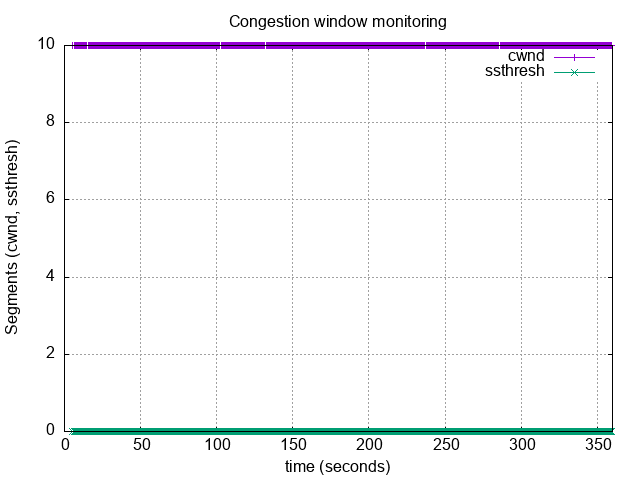 Congestion window monitoring
10
8
6
4
2
0
Segments (cwnd, ssthresh)
cwnd
ssthresh
0 50 100 150 200 250 300 350
time (seconds)